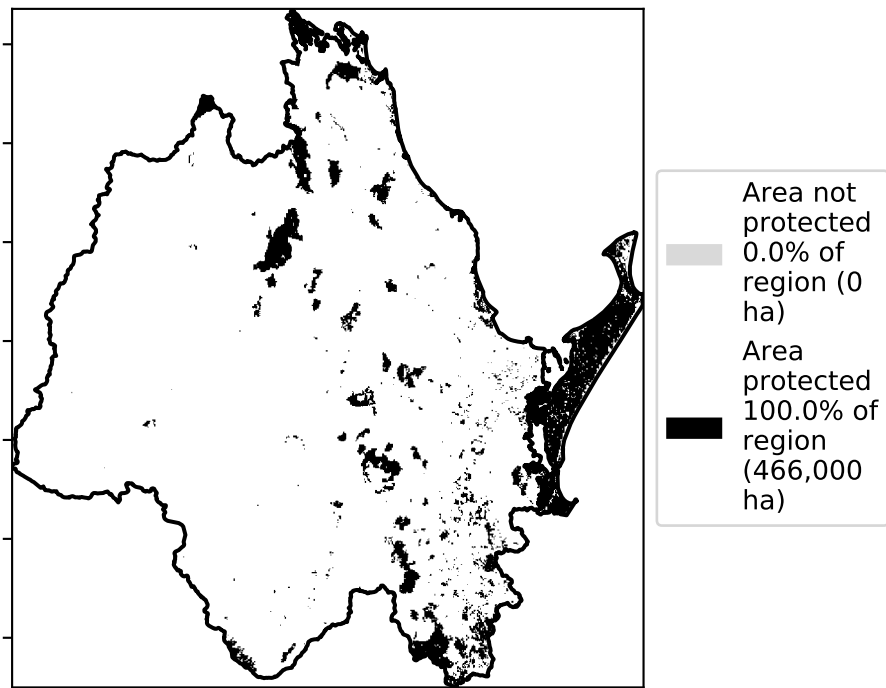 Area not
protected
0.0% of
region (0
ha)
Area
protected
100.0% of
region
(466,000
ha)